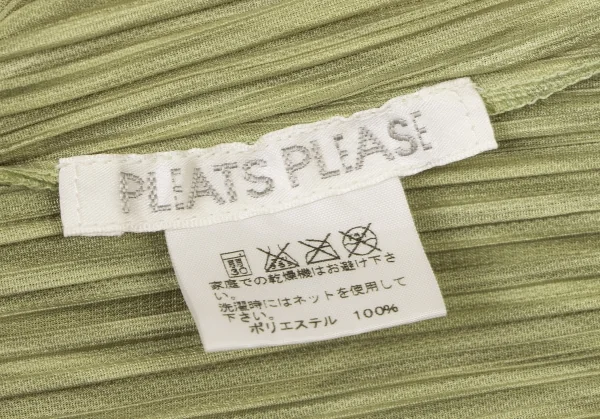 PLEATS PLEASE
家庭での乾燥機はお避け下さ
い。
洗濯時にはネットを使用して
下さい。
ポリエステル 100%